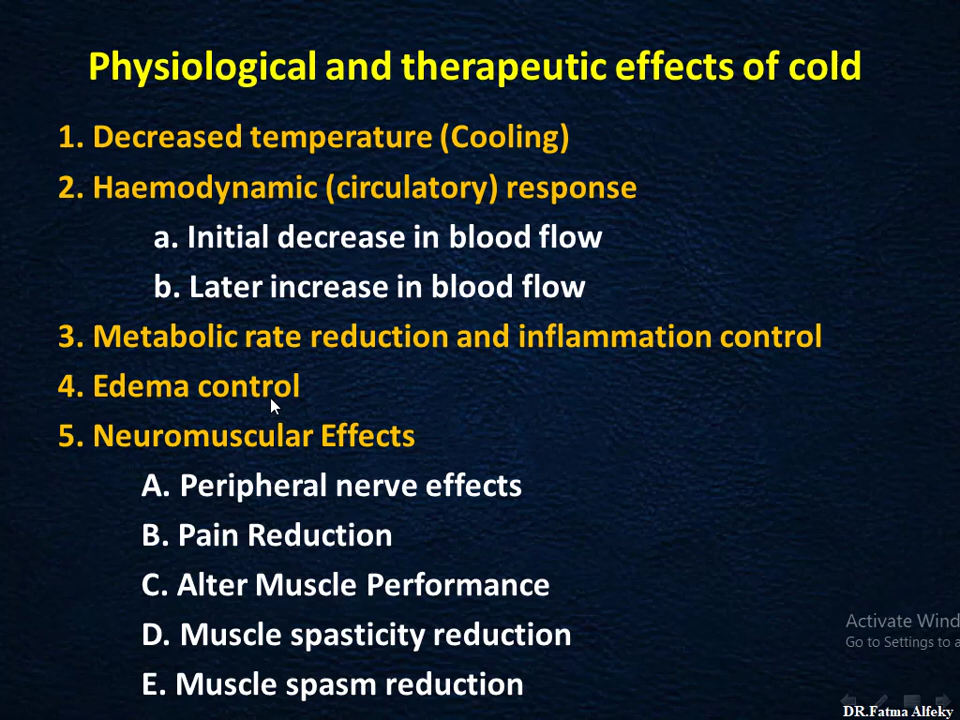 Physiological and therapeutic effects of cold
1. Decreased temperature (Cooling)
2. Haemodynamic (circulatory) response
a. Initial decrease in blood flow
b. Later increase in blood flow
3. Metabolic rate reduction and inflammation control
4. Edema control
5. Neuromuscular Effects
A. Peripheral nerve effects
B. Pain Reduction
C. Alter Muscle Performance
D. Muscle spasticity reduction
E. Muscle spasm reduction
Activate Wind
Go to Settings to a
DR.Fatma Alfeky